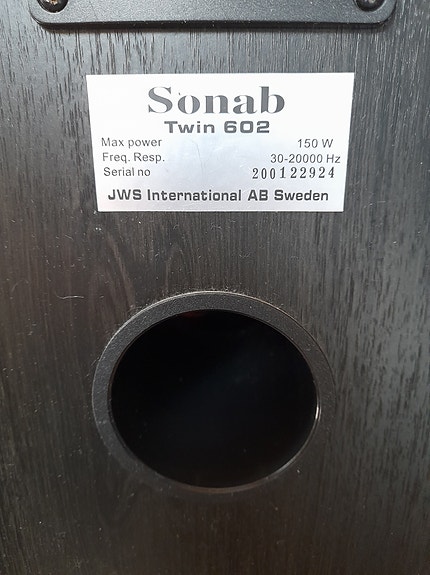 Sonab
Twin 602
Max power 150 W
Freq. Resp. 30-20000 Hz
Serial no 200122924
JWS International AB Sweden